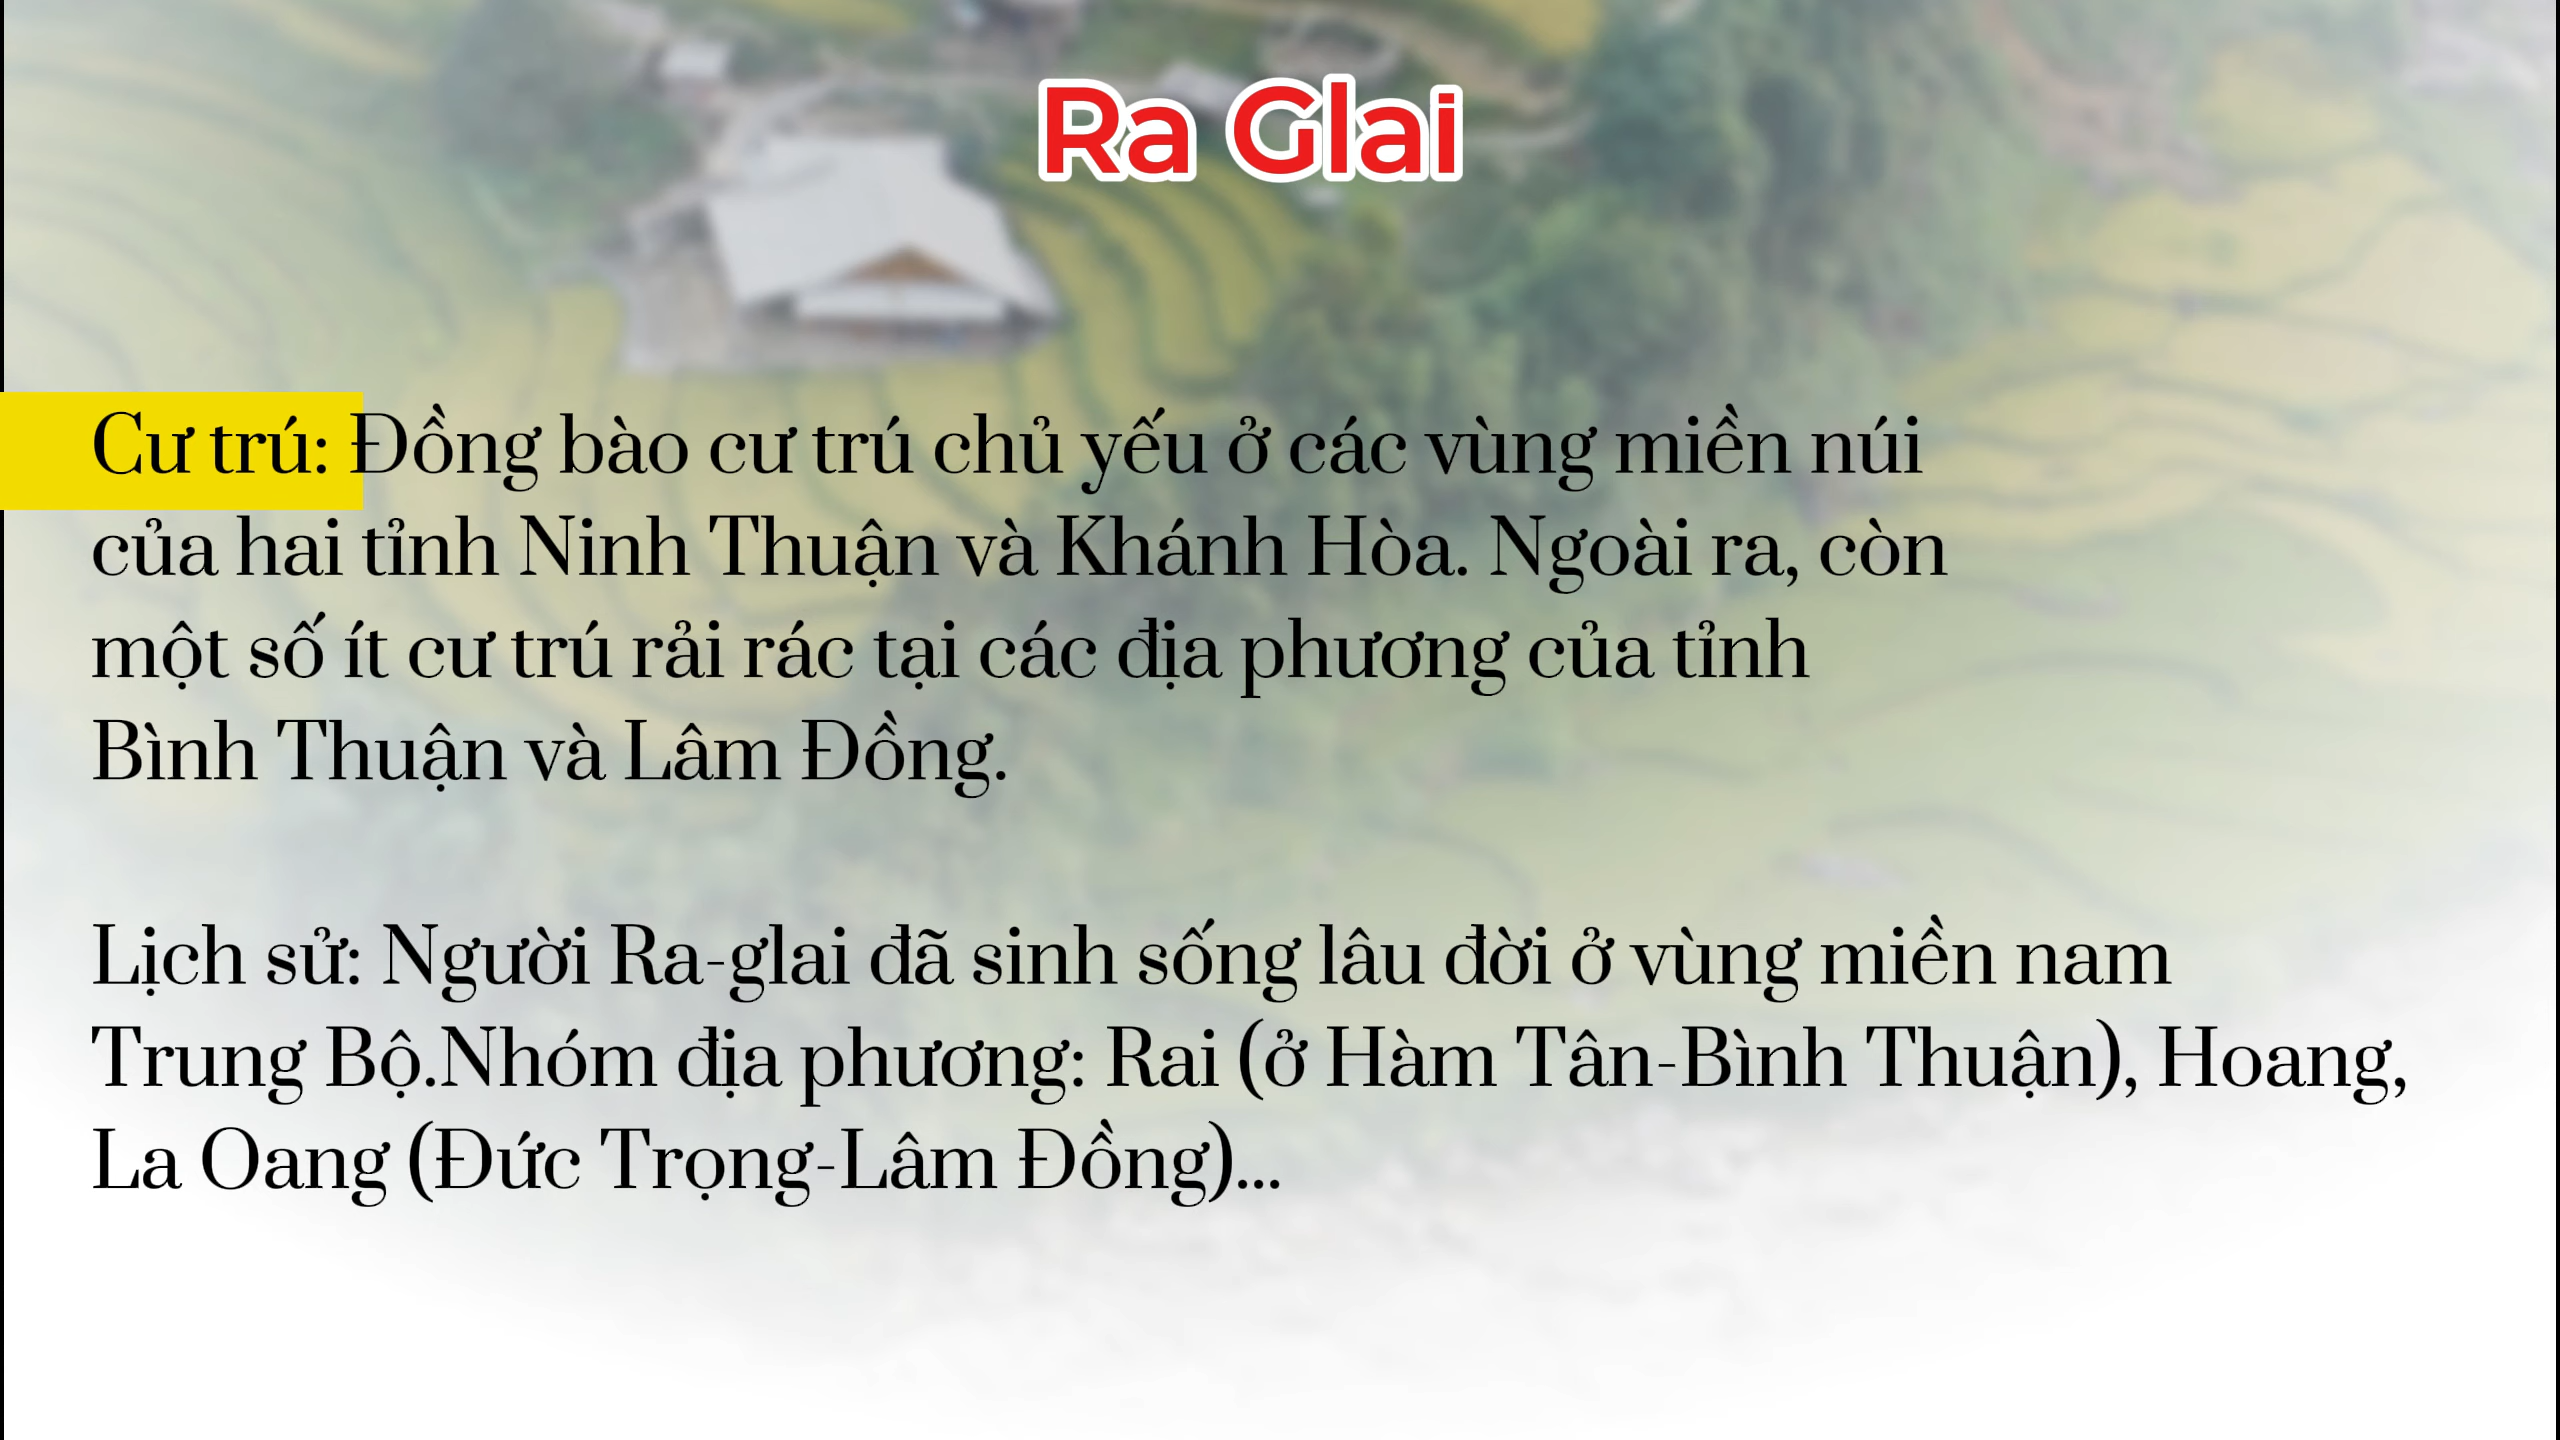 Ra Glai
Cư trú: Đồng bào cư trú chủ yếu ở các vùng miền núi
của hai tỉnh Ninh Thuận và Khánh Hòa. Ngoài ra, còn
một số ít cư trú rải rác tại các địa phương của tỉnh
Bình Thuận và Lâm Đồng.
Lịch sử: Người Ra-glai đã sinh sống lâu đời ở vùng miền nam
Trung Bộ.Nhóm địa phương: Rai (ở Hàm Tân-Bình Thuận), Hoang,
La Oang (Đức Trọng-Lâm Đồng)...